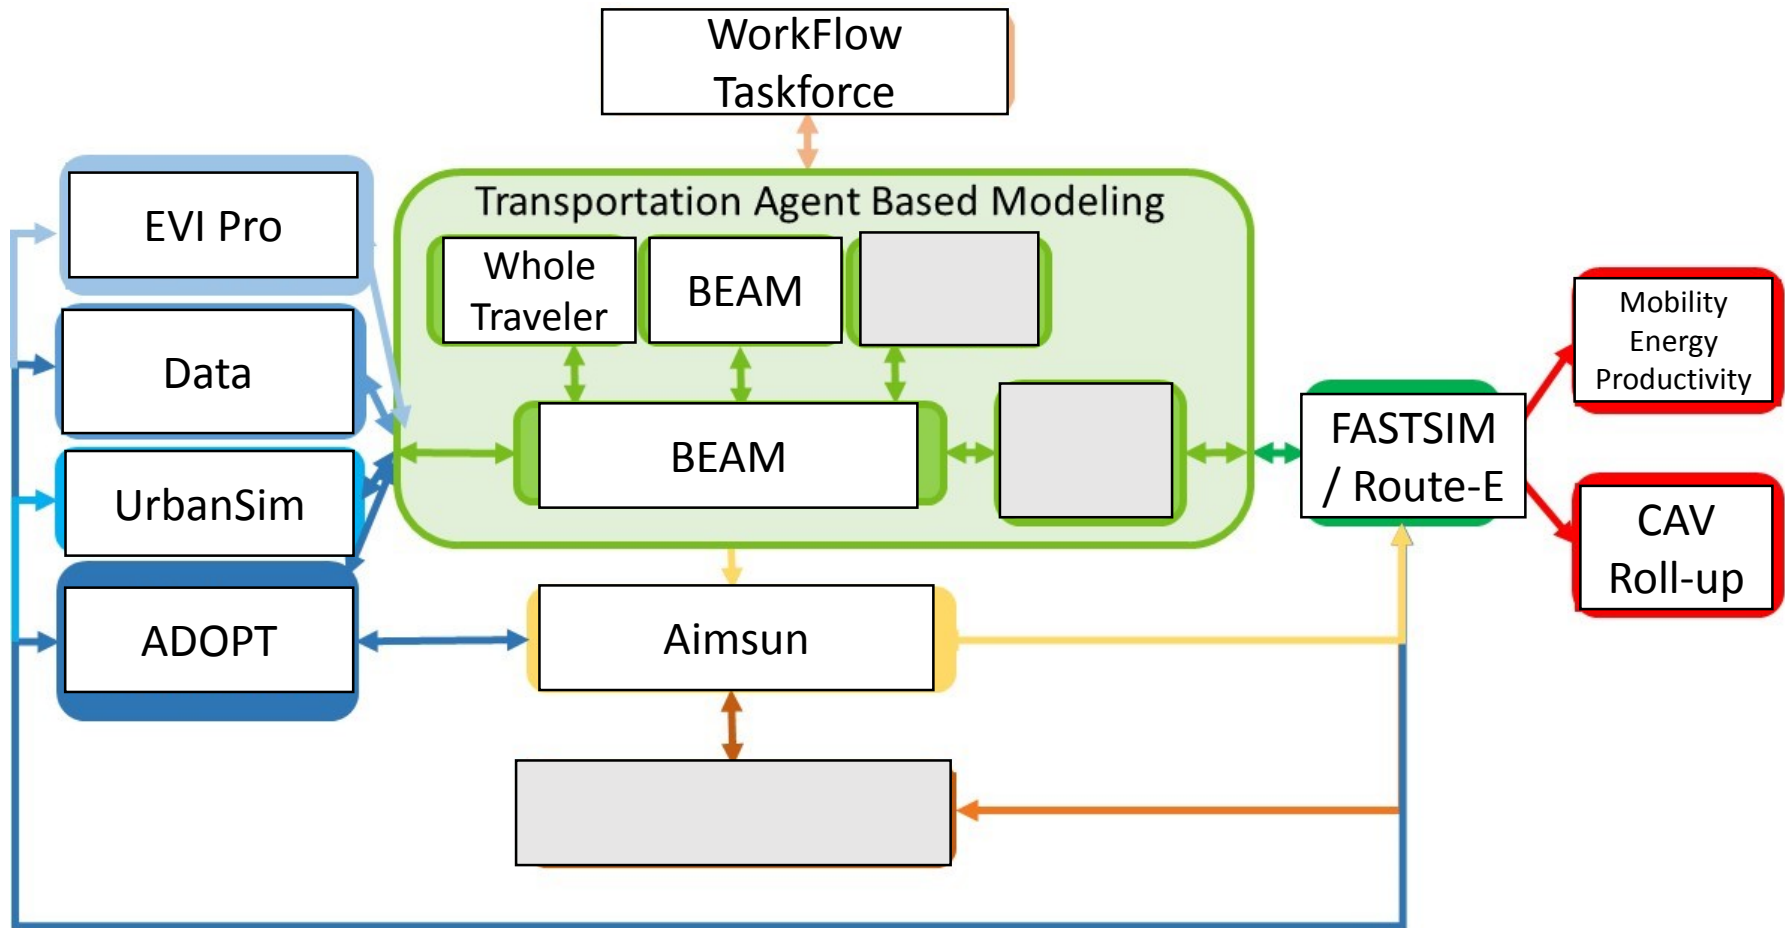 WorkFlow
Taskforce
Transportation Agent Based Modeling
EVI Pro
Whole
Traveler
BEAM
Data
BEAM
UrbanSim
ADOPT
Aimsun
FASTSIM
/ Route-E
Mobility
Energy
Productivity
CAV
Roll-up